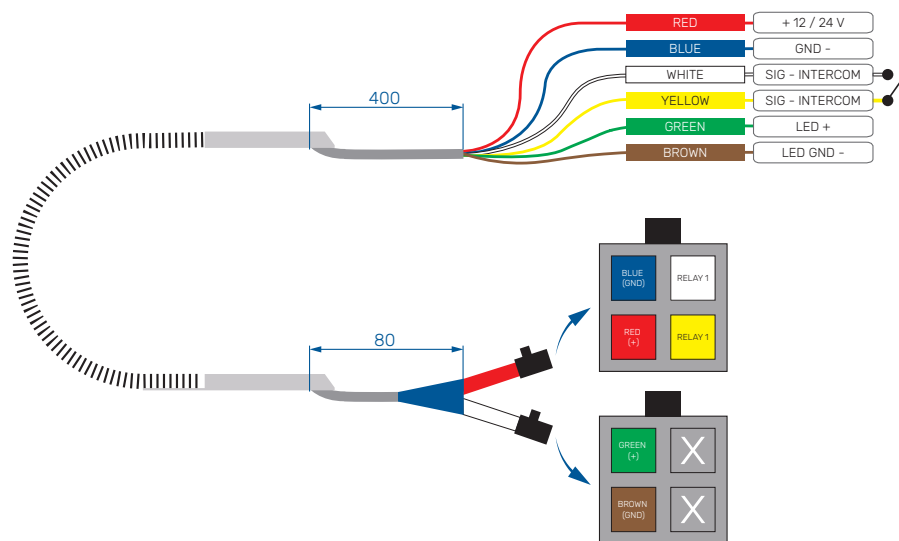 RED
+ 12 / 24 V
BLUE
GND -
WHITE
SIG - INTERCOM
YELLOW
SIG - INTERCOM
GREEN
LED +
BROWN
LED GND -
400
80
BLUE
(GND)
RELAY 1
RED
(+)
RELAY 1
GREEN
(+)
X
BROWN
(GND)
X